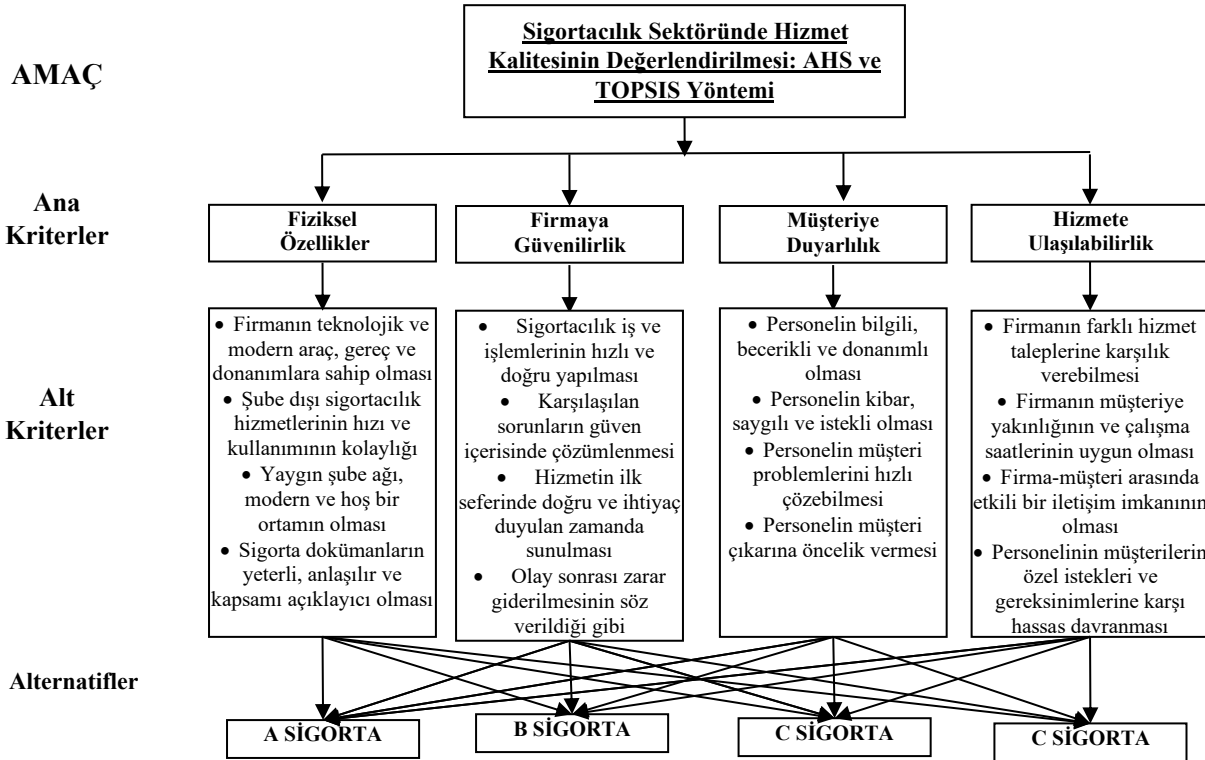 AMAÇ
Sigortacılık Sektöründe Hizmet
Kalitesinin Değerlendirilmesi: AHS ve
TOPSIS Yöntemi
Ana
Kriterler
Fiziksel
Özellikler
Firmaya
Güvenilirlik
Müşteriye
Duyarlılık
Hizmete
Ulaşılabilirlik
Alt
Kriterler
• Firmanın teknolojik ve
modern araç, gereç ve
donanımlara sahip olması
• Şube dışı sigortacılık
hizmetlerinin hızı ve
kullanımının kolaylığı
• Yaygın şube ağı,
modern ve hoş bir
ortamın olması
• Sigorta dokümanların
yeterli, anlaşılır ve
kapsamı açıklayıcı olması
• Sigortacılık iş ve
işlemlerinin hızlı ve
doğru yapılması
• Karşılaşılan
sorunların güven
içerisinde çözümlenmesi
• Hizmetin ilk
seferinde doğru ve ihtiyaç
duyulan zamanda
sunulması
• Olay sonrası zarar
giderilmesinin söz
verildiği gibi
• Personelin bilgili,
becerikli ve donanımlı
olması
• Personelin kibar,
saygılı ve istekli olması
• Personelin müşteri
problemlerini hızlı
çözebilmesi
• Personelin müşteri
çıkarına öncelik vermesi
• Firmanın farklı hizmet
taleplerine karşılık
verebilmesi
• Firmanın müşteriye
yakınlığının ve çalışma
saatlerinin uygun olması
• Firma-müşteri arasında
etkili bir iletişim imkanının
olması
• Personelinin müşterilerin
özel istekleri ve
gereksinimlerine karşı
hassas davranması
Alternatifler
A SİGORTA
B SİGORTA
C SİGORTA
C SİGORTA